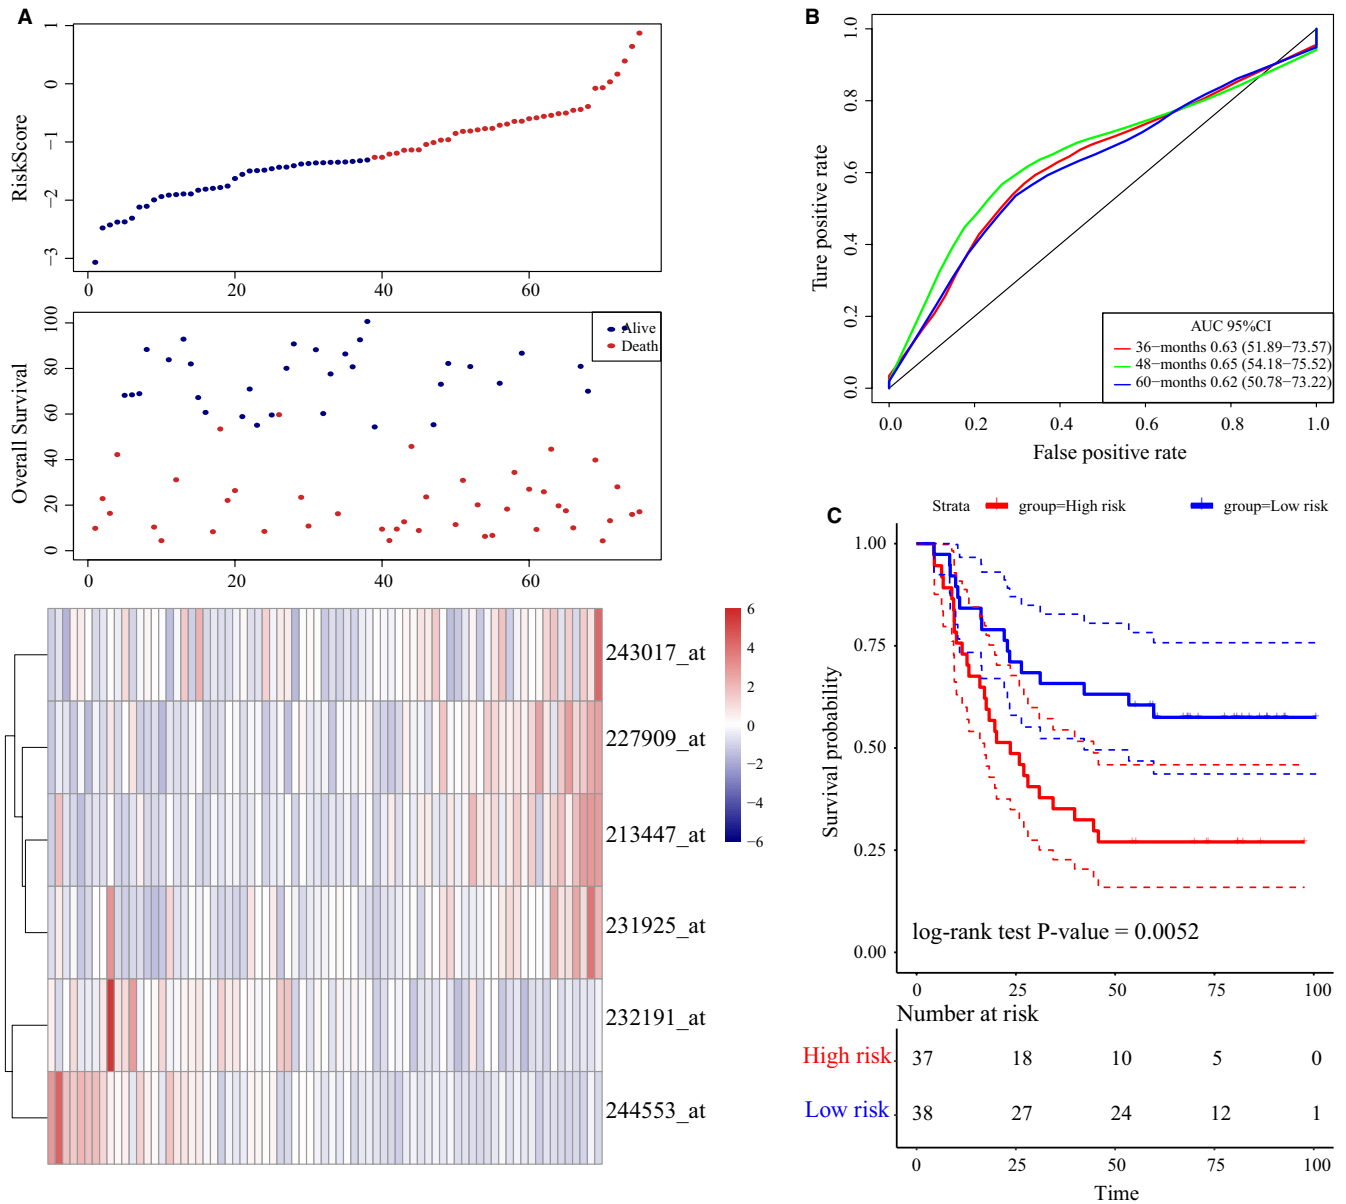 A
RiskScore
1
0
−1
−2
−3
0
20
40
60
Overall Survival
100
80
60
40
20
0
Alive
Death
0
20
40
60
243017_at
227909_at
213447_at
231925_at
232191_at
244553_at
6
4
2
0
−2
−4
−6
B
Ture positive rate
1.0
0.8
0.6
0.4
0.2
0.0
AUC 95%CI
36−months 0.63 (51.89−73.57)
48−months 0.65 (54.18−75.52)
60−months 0.62 (50.78−73.22)
0.0
0.2
0.4
0.6
0.8
1.0
False positive rate
C
Strata group=High risk group=Low risk
Survival probability
1.00
0.75
0.50
0.25
0.00
log-rank test P-value = 0.0052
0
25
50
75
100
Number at risk
High risk 37 18 10 5 0
Low risk 38 27 24 12 1
0
25
50
75
100
Time